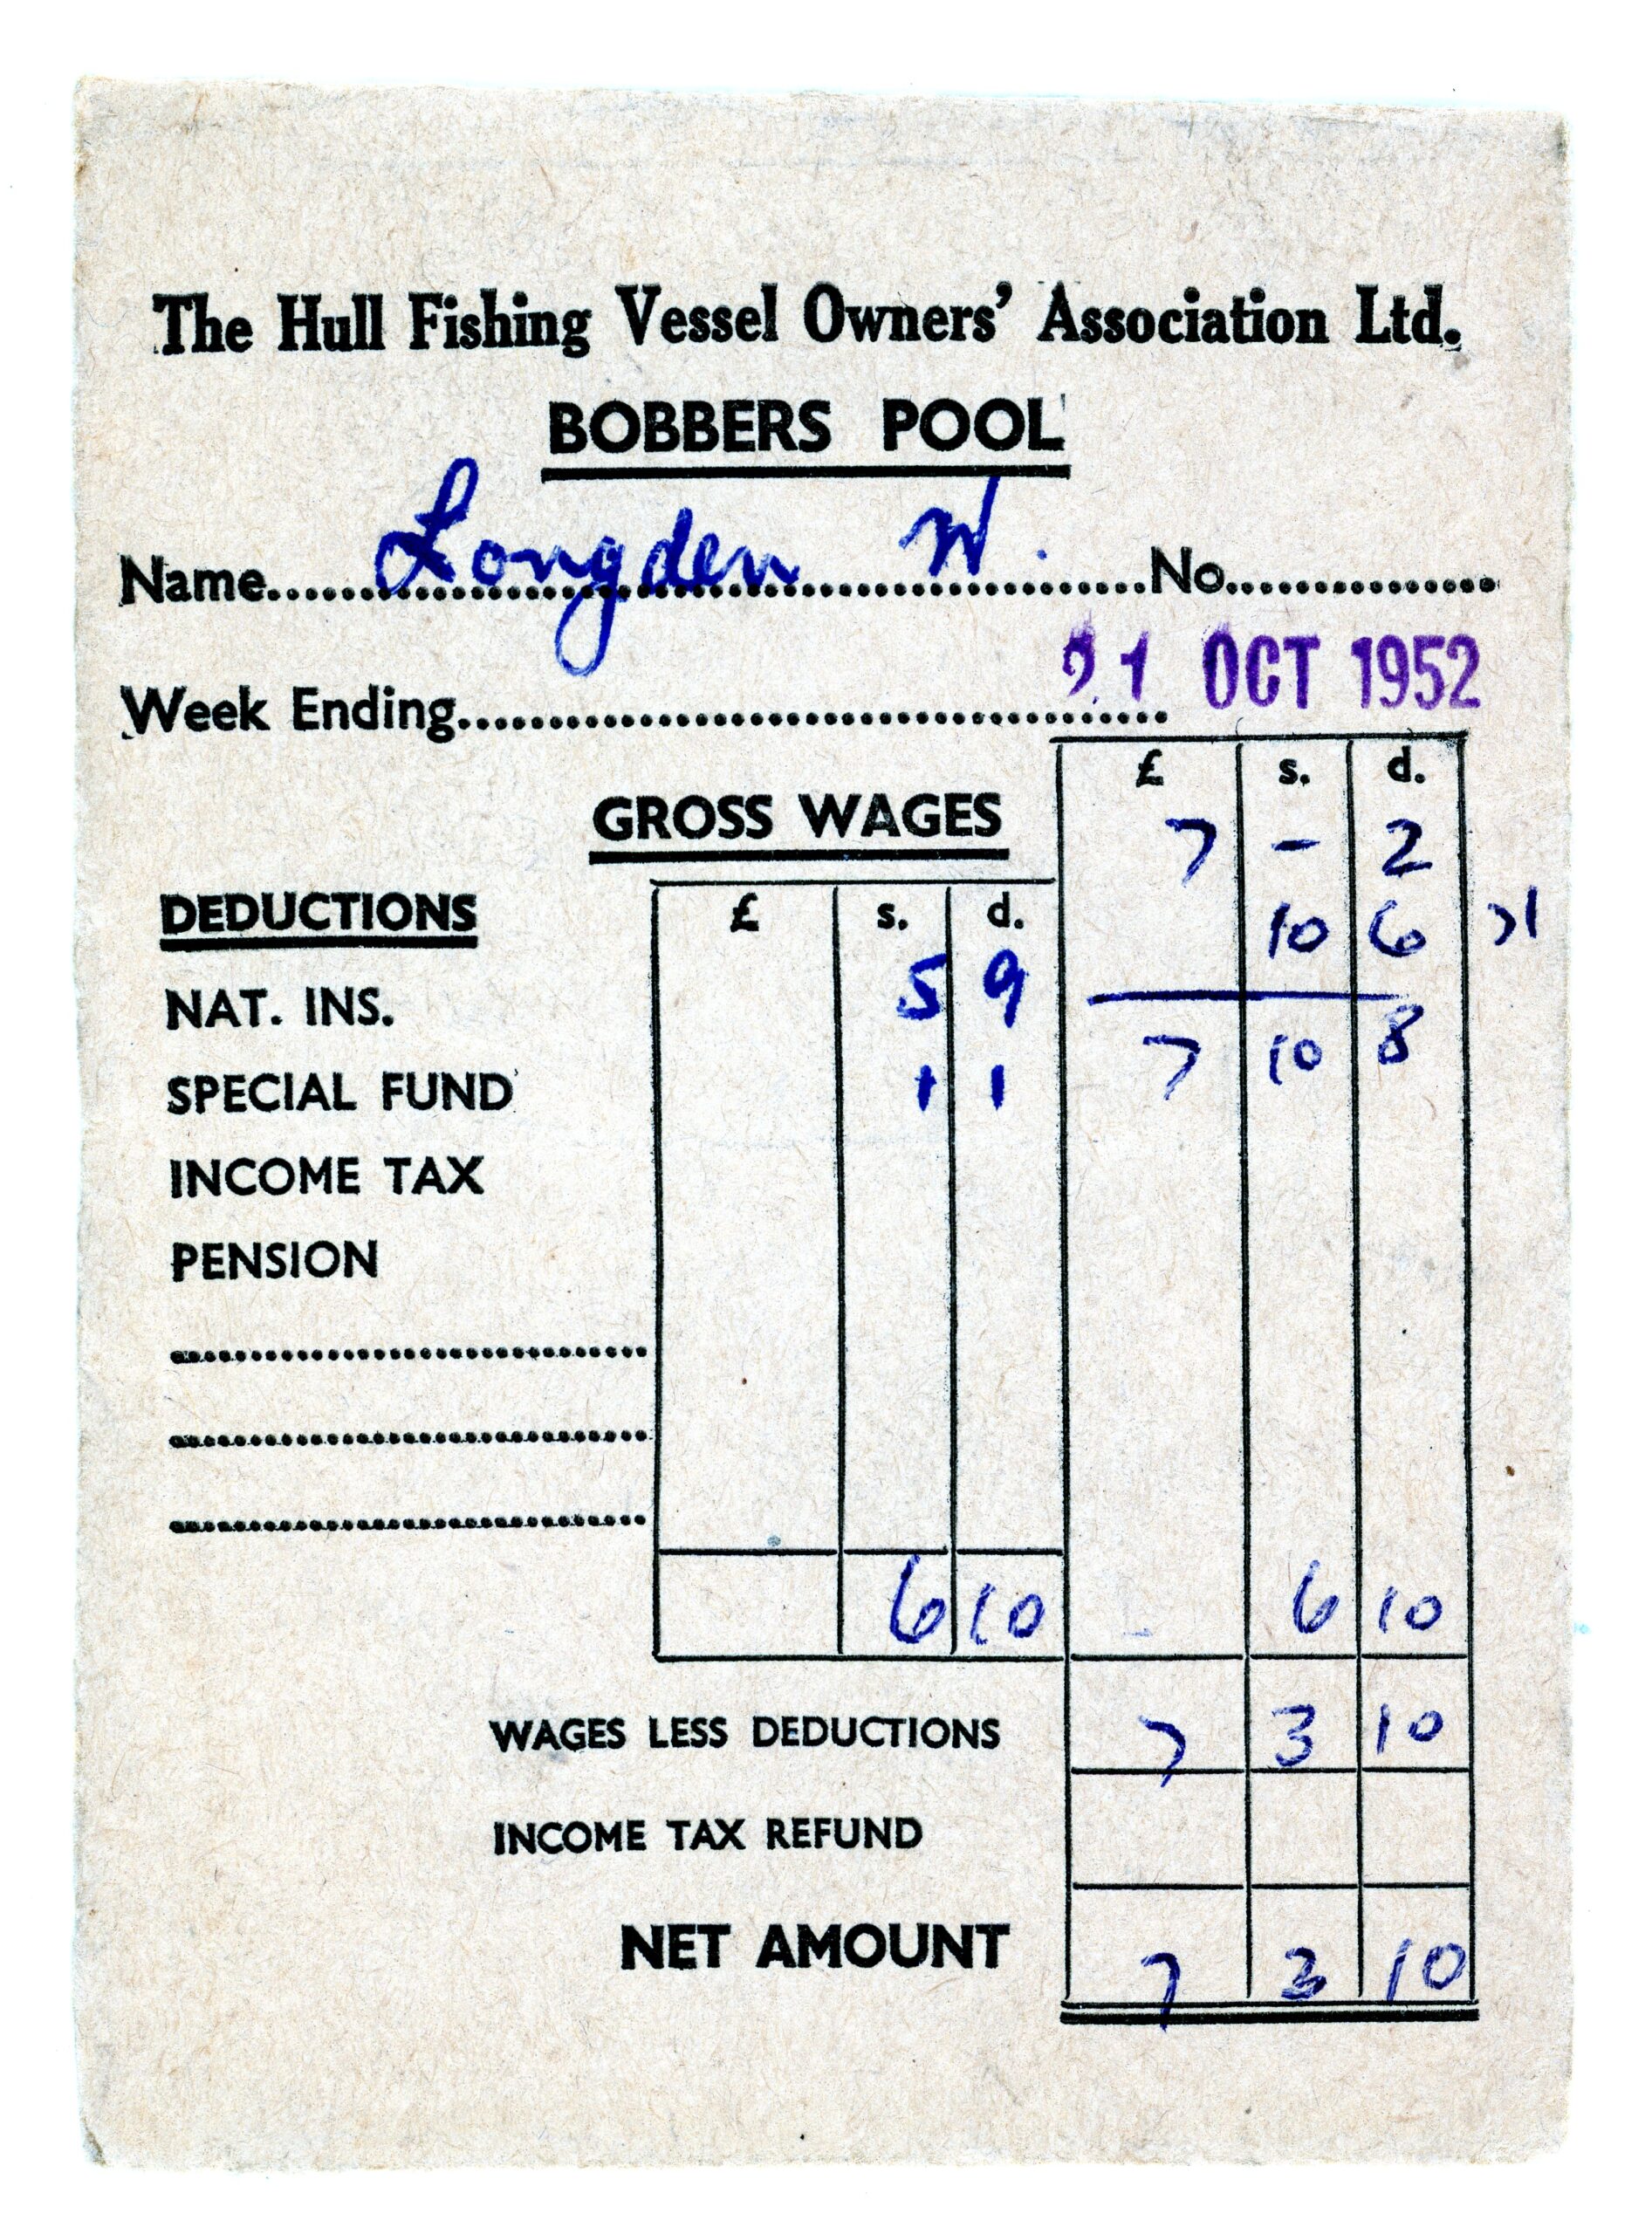 The Hull Fishing Vessel Owners' Association Ltd.
BOBBERS POOL
Name Longden W. No.
21 OCT 1952
Week Ending
£ s. d.
GROSS WAGES 7 - 2
DEDUCTIONS £ s. d. 10 6 71
NAT. INS. 5 9
7 10 8
SPECIAL FUND 1 1
INCOME TAX
PENSION
6 10 6 10
WAGES LESS DEDUCTIONS 7 3 10
INCOME TAX REFUND
NET AMOUNT 7 3 10